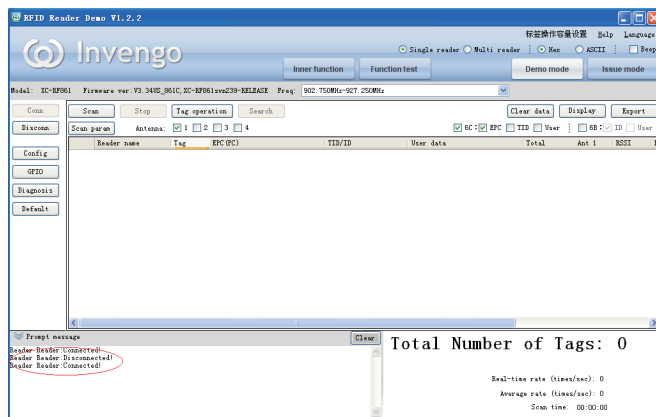 RFID Reader Demo V1.2.2
标签操作容量设置 Help Language
Invengo
Single reader Multi reader Hex ASCII Beep
Inner function Function test Demo mode Issue mode
Model: XC-RF861 Firmware ver: Freq: 902.750MHz-927.250MHz
Conn Scan Stop Tag operation Search Clear data Display Export
Disconn Scan param Antenna: 1 2 3 4 6C: EPC TID User 6B: ID User
Reader name Tag EPC(PC) TID/ID User data Total Ant 1 RSSI
Config
GPIO
Diagnosis
Default
Prompt message Clear
Reader Reader:Connected!
Reader Reader:Disconnected!
Reader Reader:Connected!
Total Number of Tags: 0
Real-time rate (times/sec): 0
Average rate (times/sec): 0
Scan time: 00:00:00